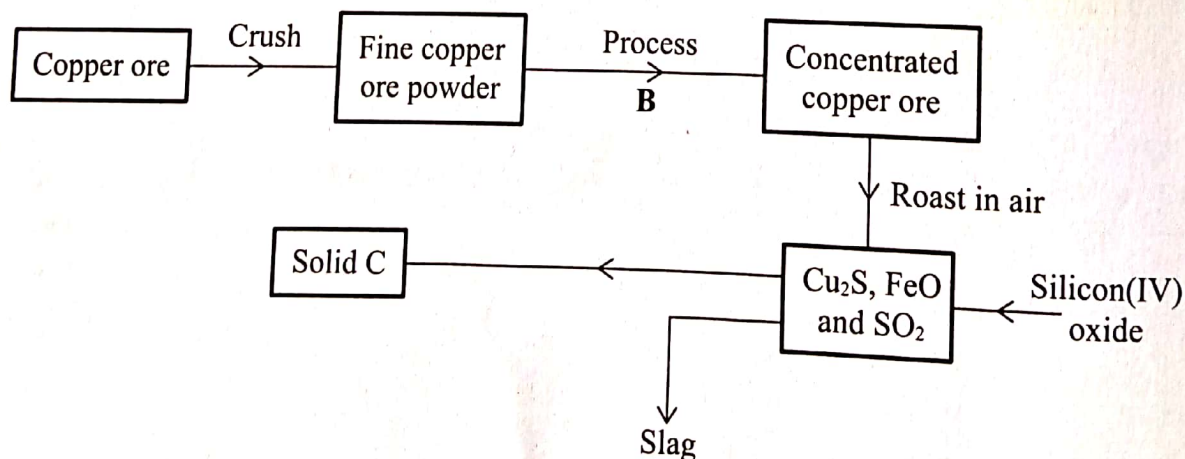 Copper ore
Crush
Fine copper
ore powder
Process
B
Concentrated
copper ore
Roast in air
Cu₂S, FeO
and SO₂
Silicon(IV)
oxide
Solid C
Slag